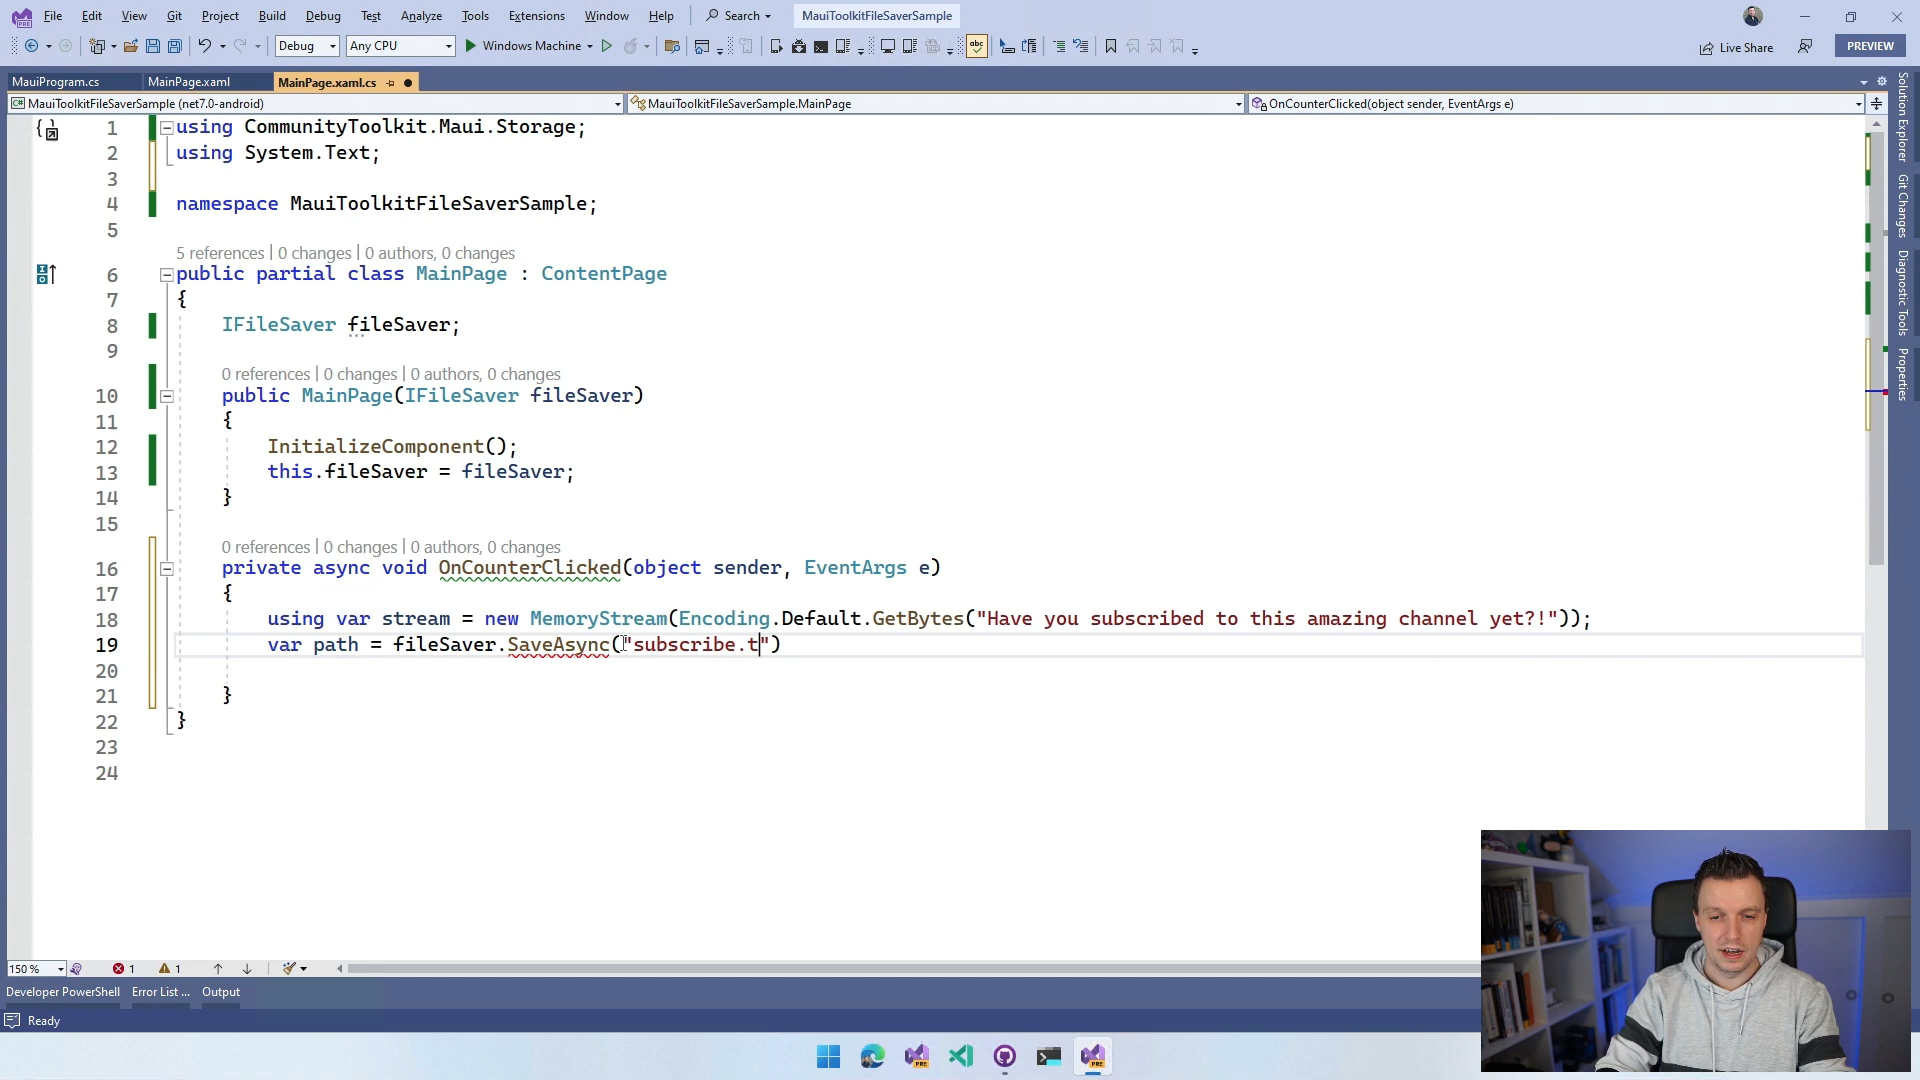 File Edit View Git Project Build Debug Test Analyze Tools Extensions Window Help Search MauiToolkitFileSaverSample
Debug Any CPU Windows Machine Live Share PREVIEW
MauiProgram.cs MainPage.xaml MainPage.xaml.cs
MauiToolkitFileSaverSample (net7.0-android) MauiToolkitFileSaverSample.MainPage OnCounterClicked(object sender, EventArgs e)
1 using CommunityToolkit.Maui.Storage;
2 using System.Text;
3
4 namespace MauiToolkitFileSaverSample;
5
5 references | 0 changes | 0 authors, 0 changes
6 public partial class MainPage : ContentPage
7 {
8 IFileSaver fileSaver;
9
0 references | 0 changes | 0 authors, 0 changes
10 public MainPage(IFileSaver fileSaver)
11 {
12 InitializeComponent();
13 this.fileSaver = fileSaver;
14 }
15
0 references | 0 changes | 0 authors, 0 changes
16 private async void OnCounterClicked(object sender, EventArgs e)
17 {
18 using var stream = new MemoryStream(Encoding.Default.GetBytes("Have you subscribed to this amazing channel yet?!"));
19 var path = fileSaver.SaveAsync("subscribe.t")
20
21 }
22 }
23
24
Solution Explorer
Git Changes
Diagnostic Tools
Properties
150 % 1 1
Developer PowerShell Error List ... Output
Ready